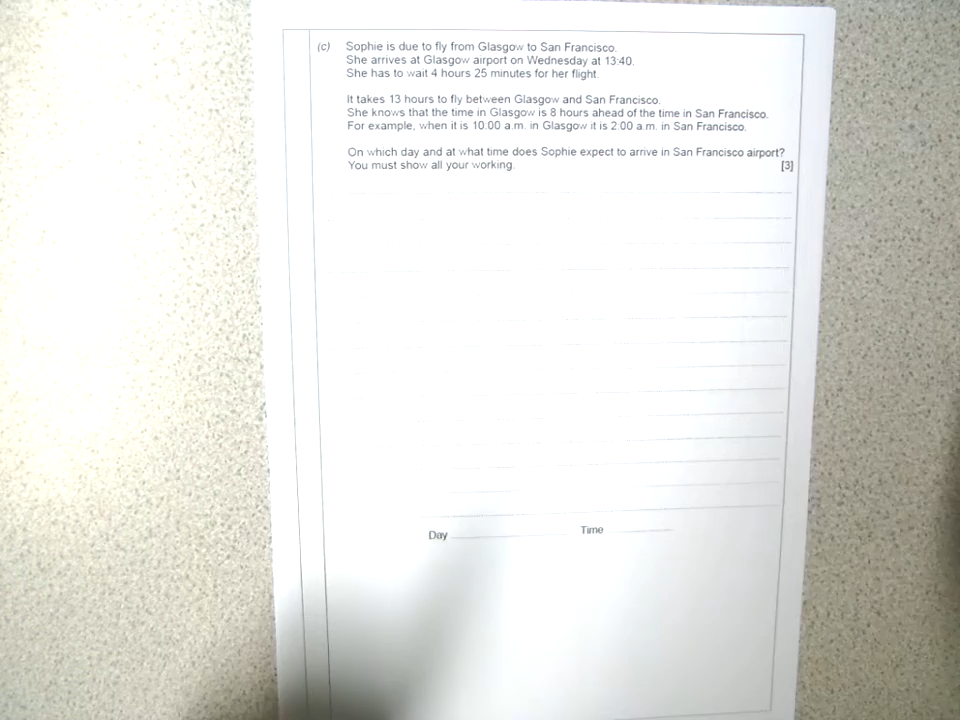 (c) Sophie is due to fly from Glasgow to San Francisco.
She arrives at Glasgow airport on Wednesday at 13:40.
She has to wait 4 hours 25 minutes for her flight.
It takes 13 hours to fly between Glasgow and San Francisco.
She knows that the time in Glasgow is 8 hours ahead of the time in San Francisco.
For example, when it is 10:00 a.m. in Glasgow it is 2:00 a.m. in San Francisco.
On which day and at what time does Sophie expect to arrive in San Francisco airport?
You must show all your working. [3]
Day Time